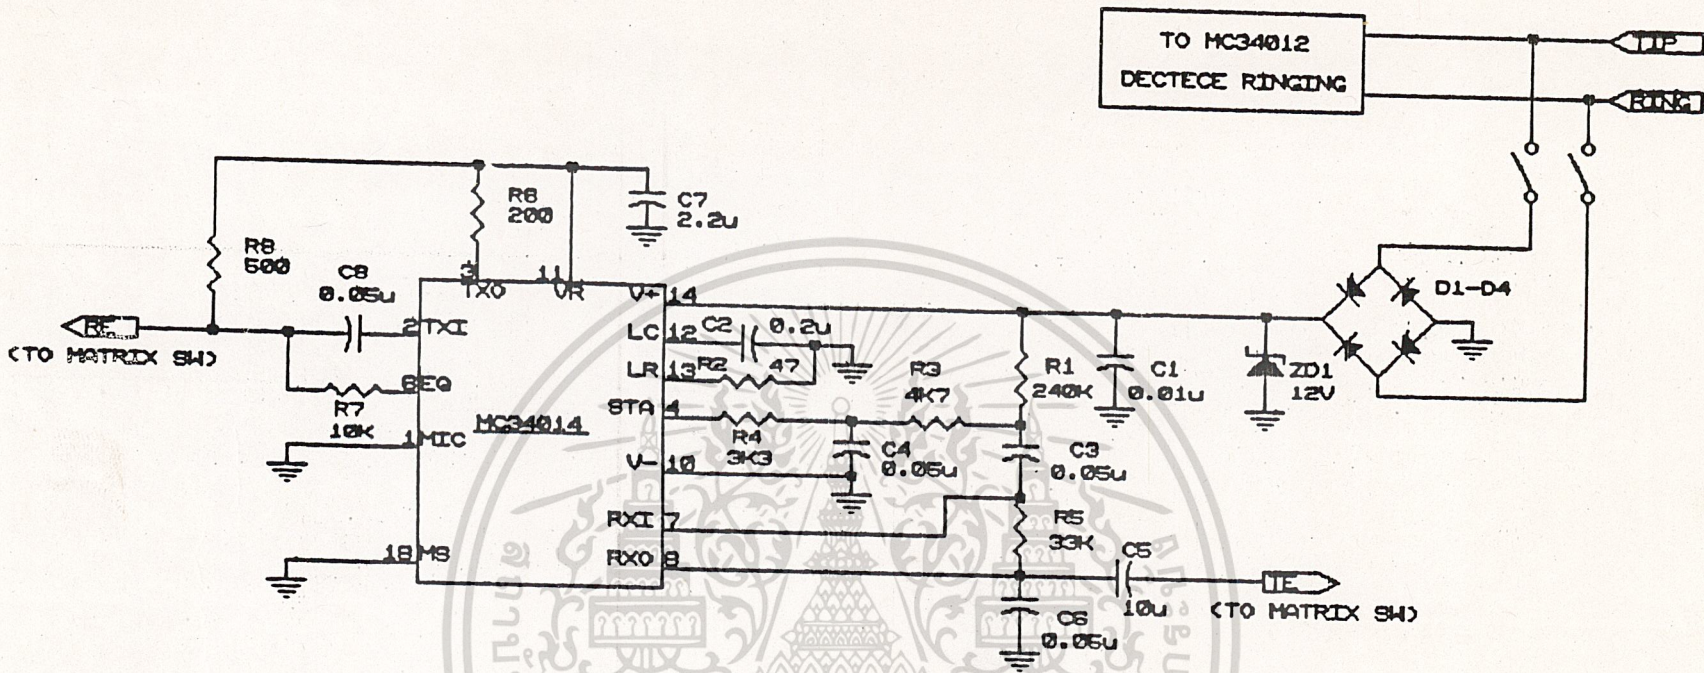 TO MC34012
DECTECE RINGING
TIP
RING
R8
200
C7
2.2u
R8
500
C8
0.05u
3
TXO
11
VR
V+ 14
2 TXI
LC 12
C2
0.2u
RE
(TO MATRIX SW)
LR 13
R2
47
6 EQ
R7
10K
STA 4
MC34014
R4
3K3
R3
4K7
R1
240K
C1
0.01u
ZD1
12V
D1-D4
1 MIC
V- 10
C4
0.05u
C3
0.05u
RXI 7
R5
33K
18 MS
RXO 8
C5
10u
TE
(TO MATRIX SW)
C6
0.05u